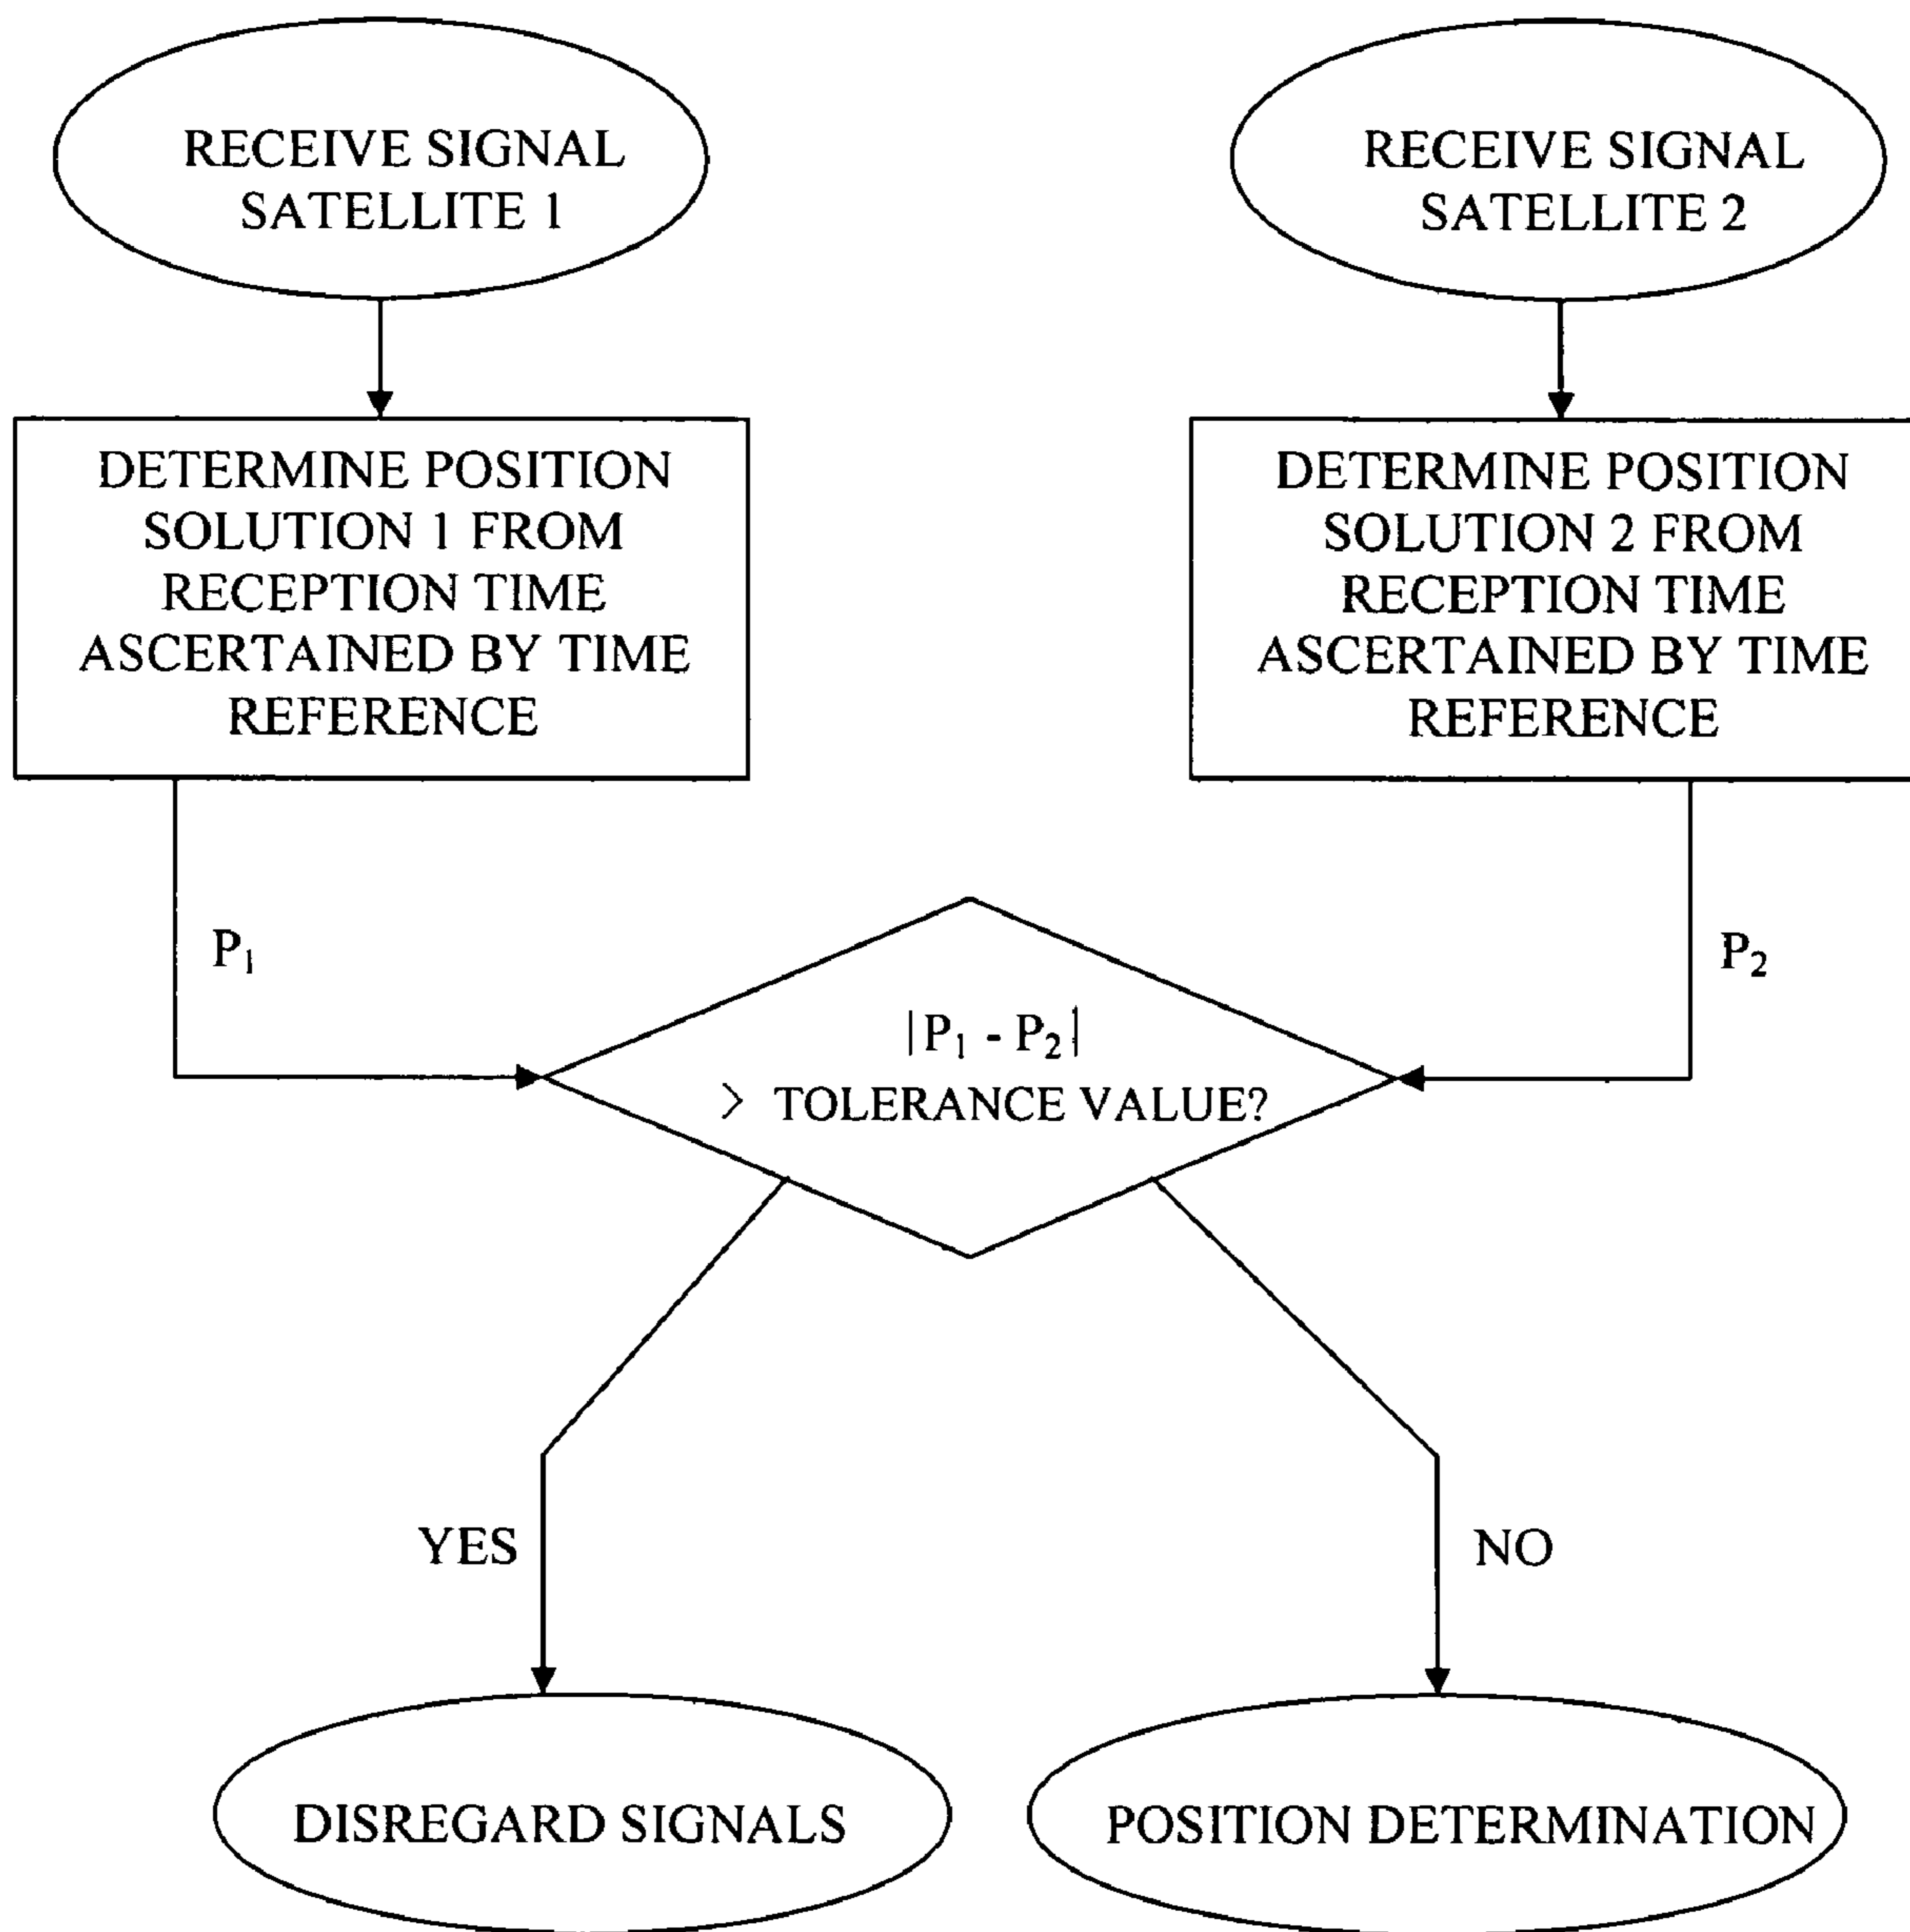 RECEIVE SIGNAL
SATELLITE 1
RECEIVE SIGNAL
SATELLITE 2
DETERMINE POSITION
SOLUTION 1 FROM
RECEPTION TIME
ASCERTAINED BY TIME
REFERENCE
DETERMINE POSITION
SOLUTION 2 FROM
RECEPTION TIME
ASCERTAINED BY TIME
REFERENCE
P₁
P₂
|P₁ - P₂|
> TOLERANCE VALUE?
YES
NO
DISREGARD SIGNALS
POSITION DETERMINATION